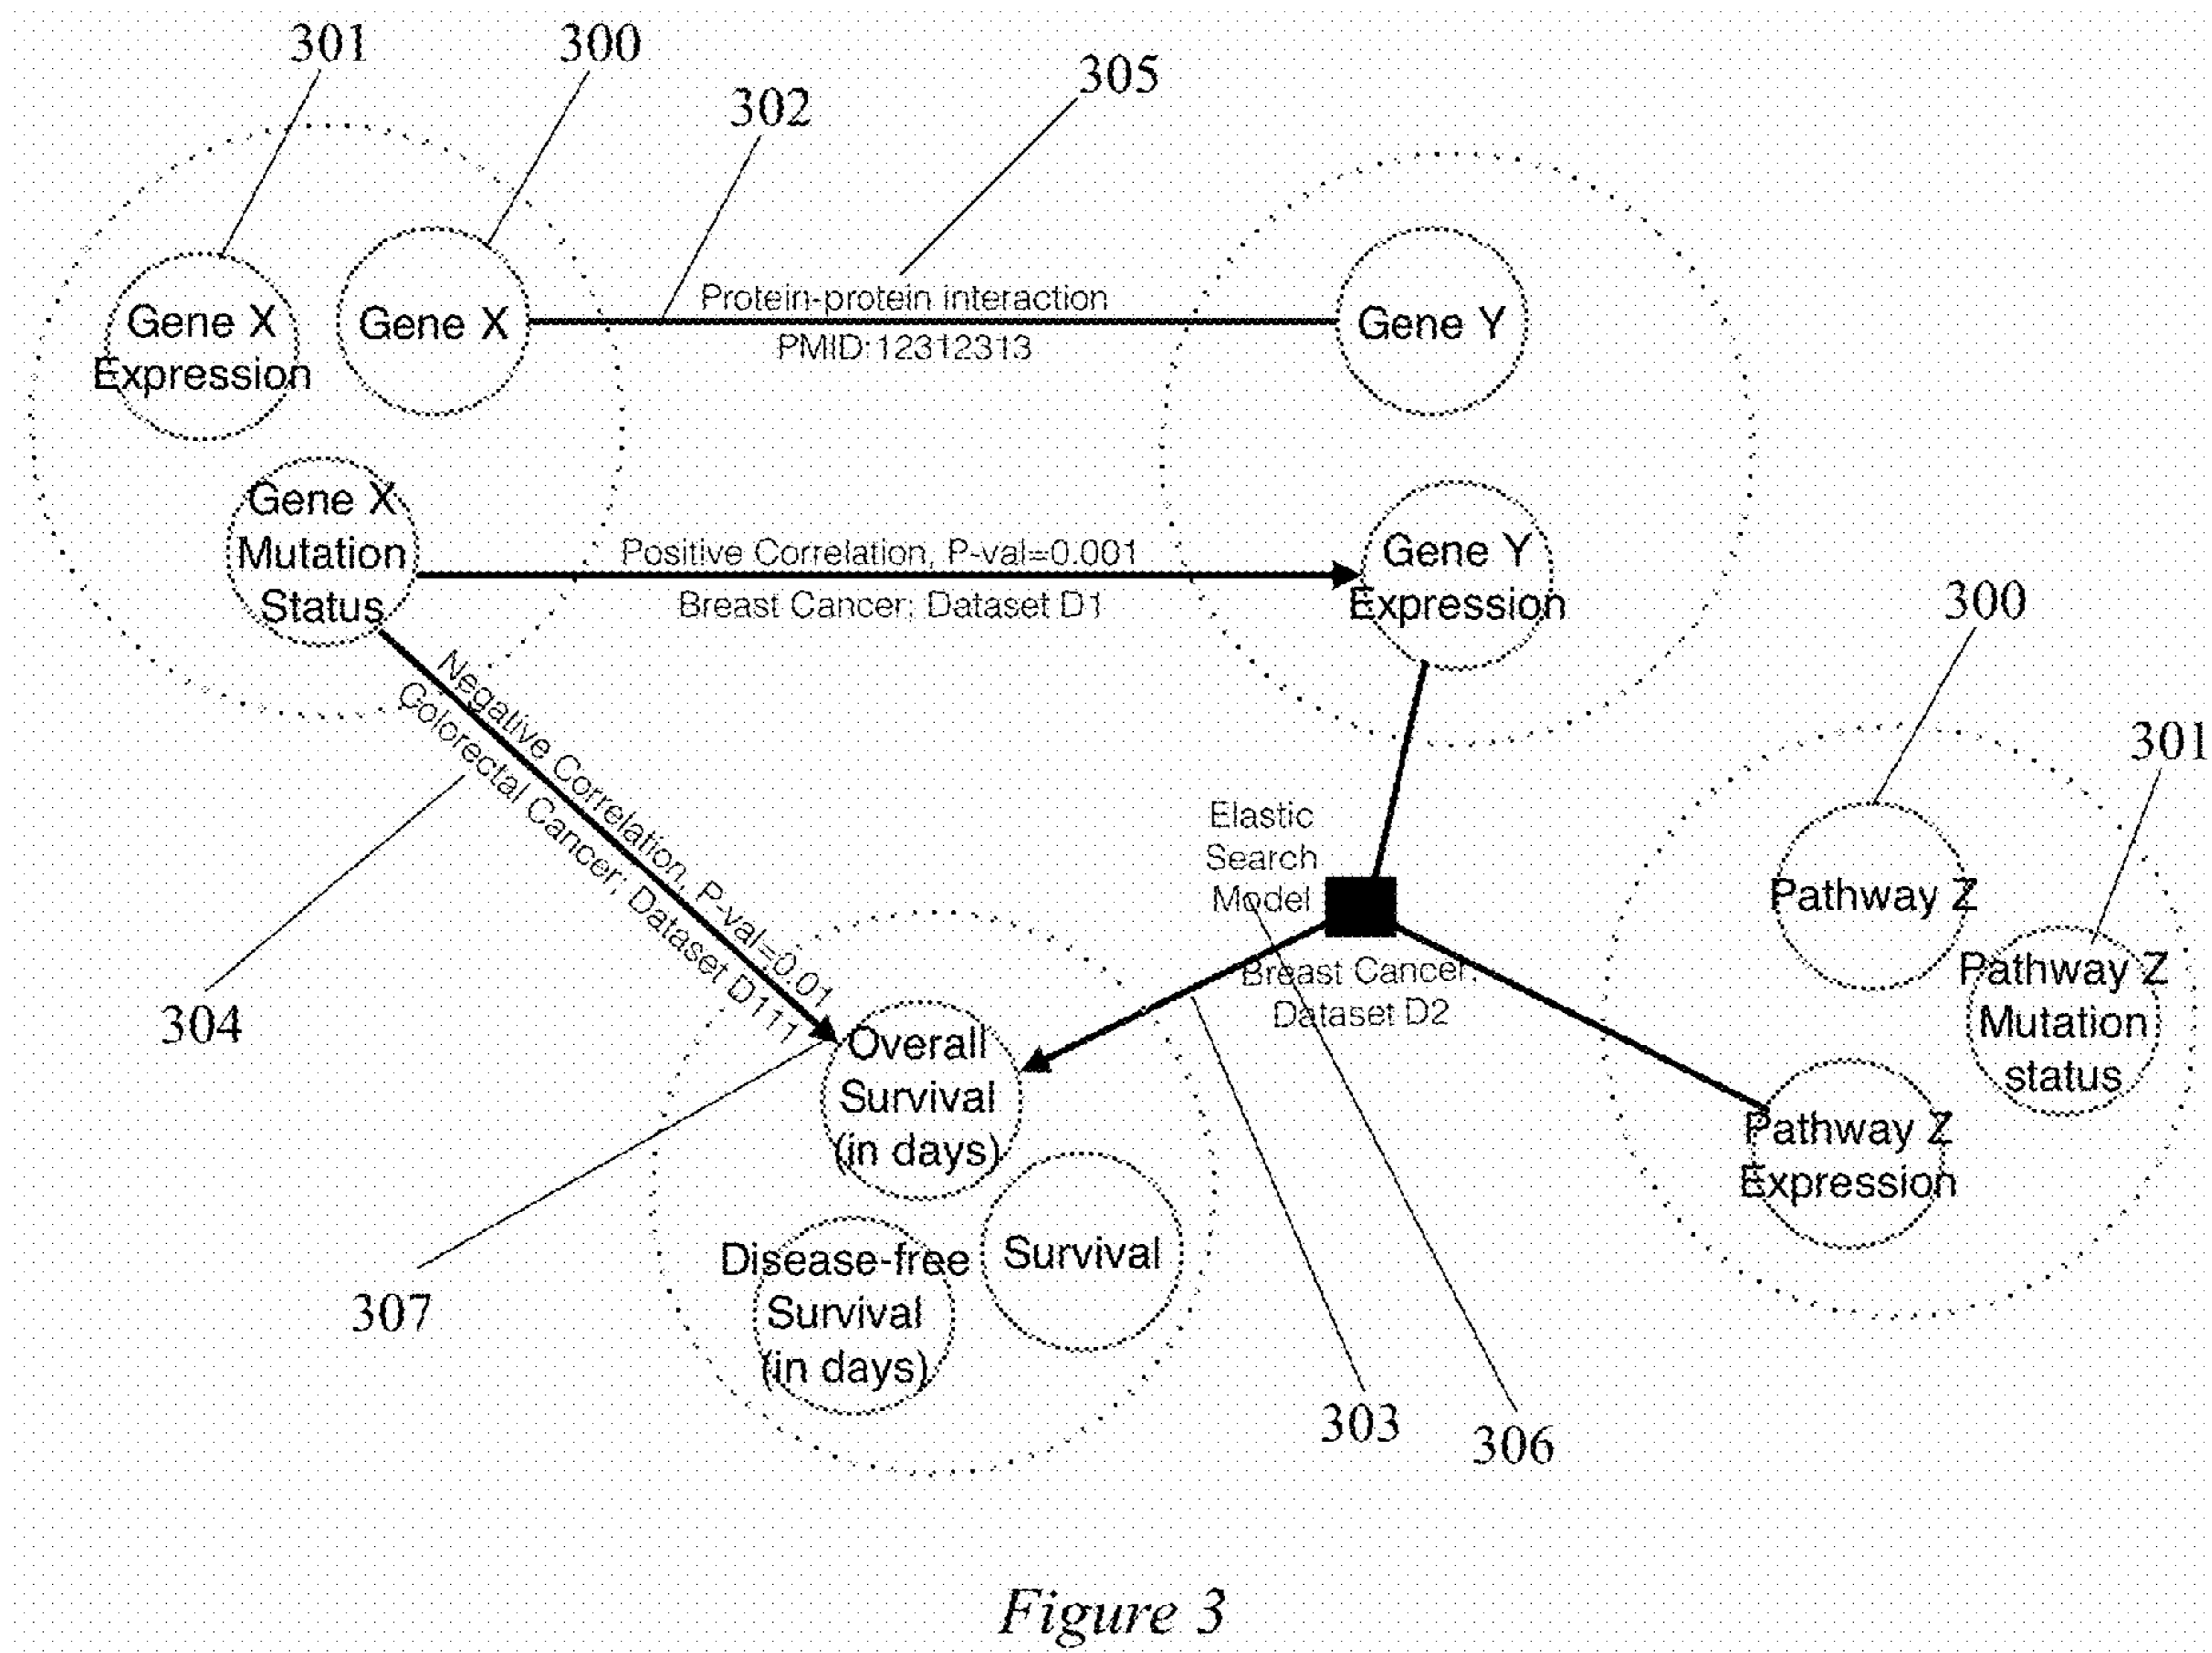 301
300
302
305
Gene X
Expression
Gene X
Protein-protein interaction
PMID:12312313
Gene Y
Gene X
Mutation
Status
Positive Correlation, P-val=0.001
Breast Cancer; Dataset D1
Gene Y
Expression
300
301
Negative Correlation, P-val=0.01
Colorectal Cancer; Dataset D111
304
Elastic
Search
Model
Breast Cancer;
Dataset D2
Pathway Z
Pathway Z
Mutation
status
Pathway Z
Expression
Overall
Survival
(in days)
Survival
Disease-free
Survival
(in days)
307
303
306
Figure 3